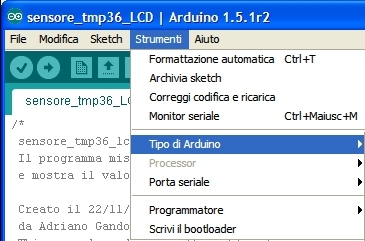 sensore_tmp36_LCD | Arduino 1.5.1r2
File Modifica Sketch Strumenti Aiuto
Formattazione automatica Ctrl+T
Archivia sketch
Correggi codifica e ricarica
Monitor seriale Ctrl+Maiusc+M
Tipo di Arduino
Processor
Porta seriale
Programmatore
Scrivi il bootloader
sensore_tmp36_LC
/*
sensore_tmp36_lc
Il programma mis
e mostra il valo
Creato il 22/11/
da Adriano Gando